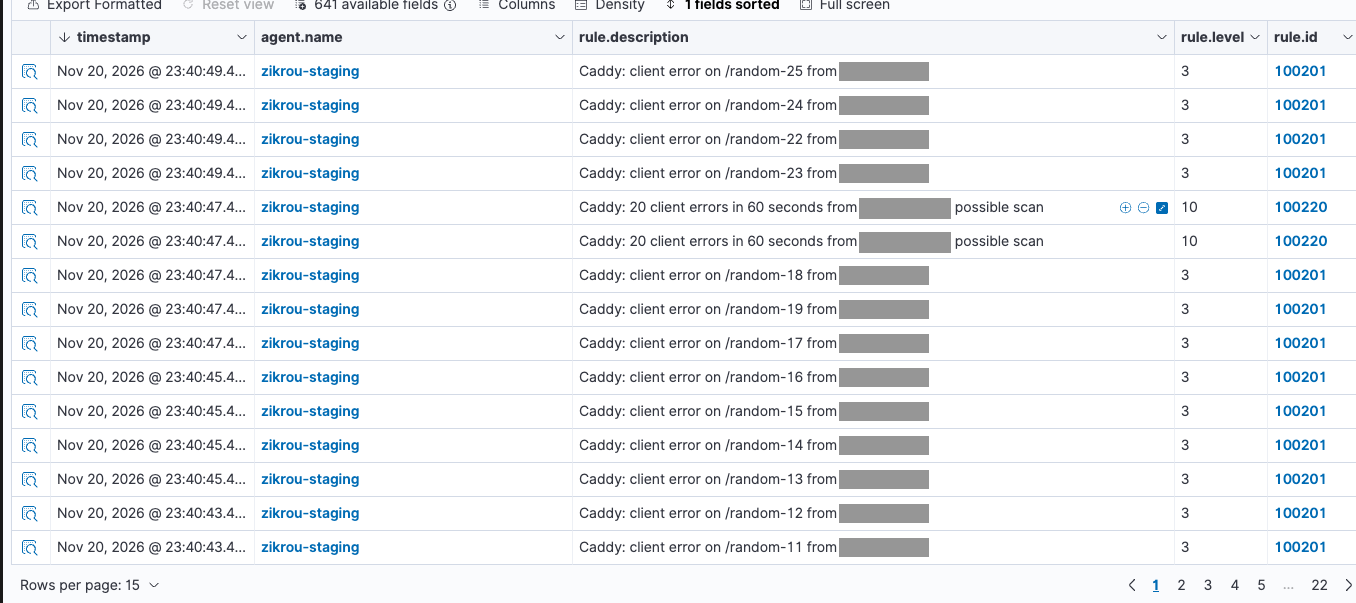 Export Formatted Reset view 641 available fields Columns Density 1 fields sorted Full screen
timestamp agent.name rule.description rule.level rule.id
Nov 20, 2026 @ 23:40:49.4... zikrou-staging Caddy: client error on /random-25 from 3 100201
Nov 20, 2026 @ 23:40:49.4... zikrou-staging Caddy: client error on /random-24 from 3 100201
Nov 20, 2026 @ 23:40:49.4... zikrou-staging Caddy: client error on /random-22 from 3 100201
Nov 20, 2026 @ 23:40:49.4... zikrou-staging Caddy: client error on /random-23 from 3 100201
Nov 20, 2026 @ 23:40:47.4... zikrou-staging Caddy: 20 client errors in 60 seconds from possible scan 10 100220
Nov 20, 2026 @ 23:40:47.4... zikrou-staging Caddy: 20 client errors in 60 seconds from possible scan 10 100220
Nov 20, 2026 @ 23:40:47.4... zikrou-staging Caddy: client error on /random-18 from 3 100201
Nov 20, 2026 @ 23:40:47.4... zikrou-staging Caddy: client error on /random-19 from 3 100201
Nov 20, 2026 @ 23:40:47.4... zikrou-staging Caddy: client error on /random-17 from 3 100201
Nov 20, 2026 @ 23:40:45.4... zikrou-staging Caddy: client error on /random-16 from 3 100201
Nov 20, 2026 @ 23:40:45.4... zikrou-staging Caddy: client error on /random-15 from 3 100201
Nov 20, 2026 @ 23:40:45.4... zikrou-staging Caddy: client error on /random-14 from 3 100201
Nov 20, 2026 @ 23:40:45.4... zikrou-staging Caddy: client error on /random-13 from 3 100201
Nov 20, 2026 @ 23:40:43.4... zikrou-staging Caddy: client error on /random-12 from 3 100201
Nov 20, 2026 @ 23:40:43.4... zikrou-staging Caddy: client error on /random-11 from 3 100201
Rows per page: 15 1 2 3 4 5 ... 22